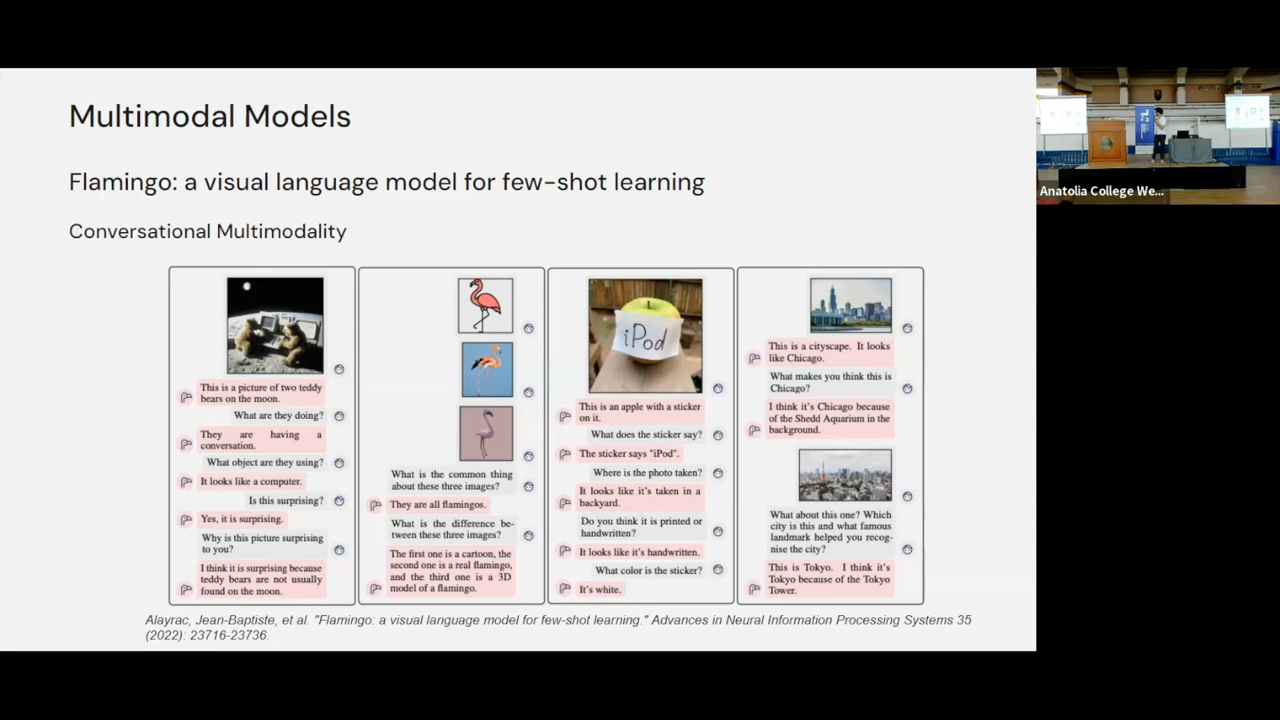 Multimodal Models
Flamingo: a visual language model for few-shot learning
Conversational Multimodality
This is a picture of two teddy
bears on the moon.
What are they doing?
They are having a
conversation.
What object are they using?
It looks like a computer.
Is this surprising?
Yes, it is surprising.
Why is this picture surprising
to you?
I think it is surprising because
teddy bears are not usually
found on the moon.
What is the common thing
about these three images?
They are all flamingos.
What is the difference be-
tween these three images?
The first one is a cartoon, the
second one is a real flamingo,
and the third one is a 3D
model of a flamingo.
iPod
This is an apple with a sticker
on it.
What does the sticker say?
The sticker says "iPod".
Where is the photo taken?
It looks like it's taken in a
backyard.
Do you think it is printed or
handwritten?
It looks like it's handwritten.
What color is the sticker?
It's white.
This is a cityscape. It looks
like Chicago.
What makes you think this is
Chicago?
I think it's Chicago because
of the Shedd Aquarium in the
background.
What about this one? Which
city is this and what famous
landmark helped you recog-
nise the city?
This is Tokyo. I think it's
Tokyo because of the Tokyo
Tower.
Alayrac, Jean-Baptiste, et al. "Flamingo: a visual language model for few-shot learning." Advances in Neural Information Processing Systems 35
(2022): 23716-23736.
Anatolia College We...